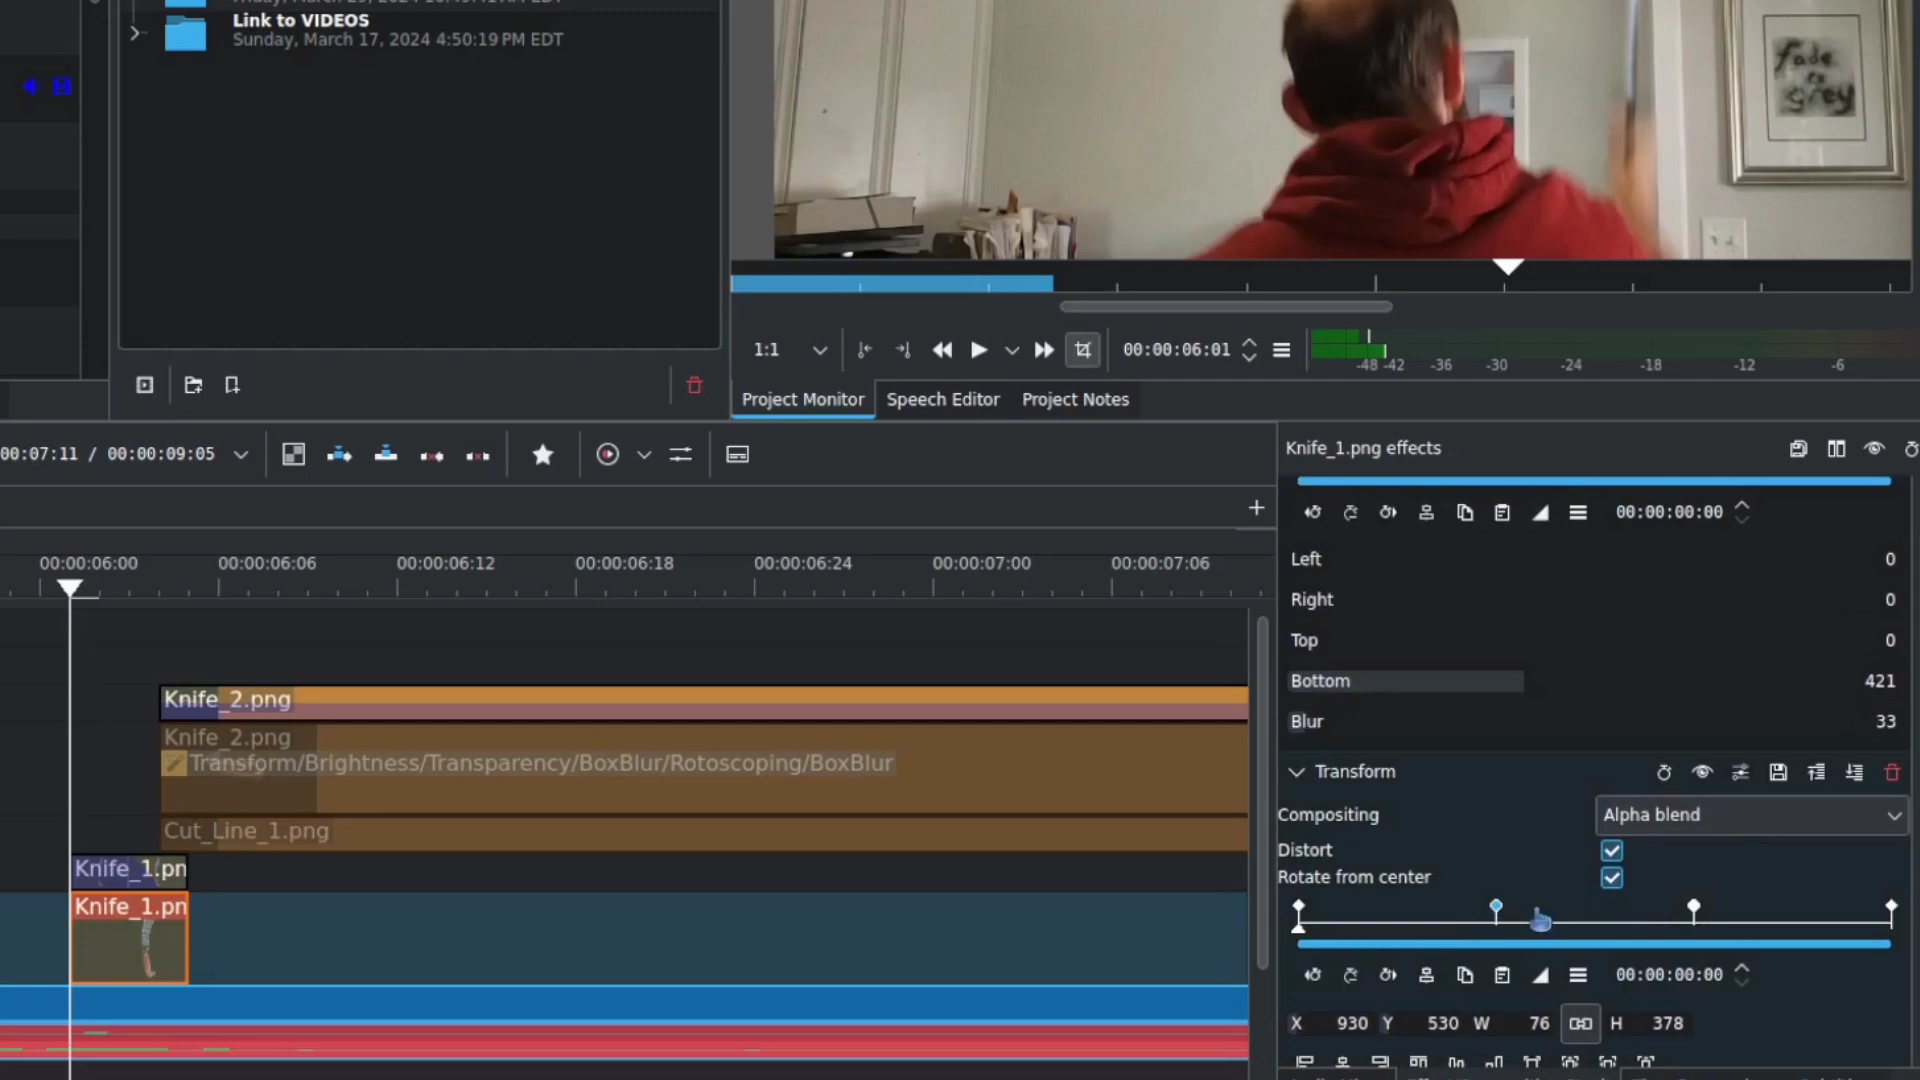 Link to VIDEOS
Sunday, March 17, 2024 4:50:19 PM EDT
fade to grey
1:1
00:00:06:01
-48 -42 -36 -30 -24 -18 -12 -6
Project Monitor Speech Editor Project Notes
00:07:11 / 00:00:09:05
Knife_1.png effects
00:00:00:00
00:00:06:00 00:00:06:06 00:00:06:12 00:00:06:18 00:00:06:24 00:00:07:00 00:00:07:06
Left 0
Right 0
Top 0
Bottom 421
Blur 33
Knife_2.png
Knife_2.png
Transform/Brightness/Transparency/BoxBlur/Rotoscoping/BoxBlur
Cut_Line_1.png
Knife_1.pn
Knife_1.pn
Transform
Compositing Alpha blend
Distort
Rotate from center
00:00:00:00
X 930 Y 530 W 76 H 378